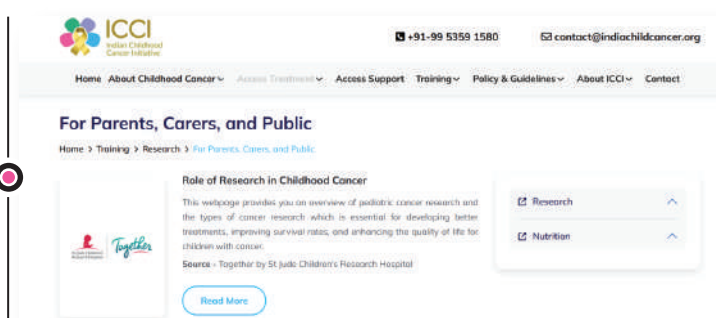 ICCI
Indian Childhood
Cancer Initiative
+91-99 5359 1580
contact@indiachildcancer.org
Home About Childhood Cancer Access Treatment Access Support Training Policy & Guidelines About ICCI Contact
For Parents, Carers, and Public
Home > Training > Research > For Parents, Carers, and Public
Role of Research in Childhood Cancer
This webpage provides you an overview of pediatric cancer research and
the types of cancer research which is essential for developing better
treatments, improving survival rates, and enhancing the quality of life for
children with cancer.
Source - Together by St Jude Children's Research Hospital
Together
Read More
Research
Nutrition